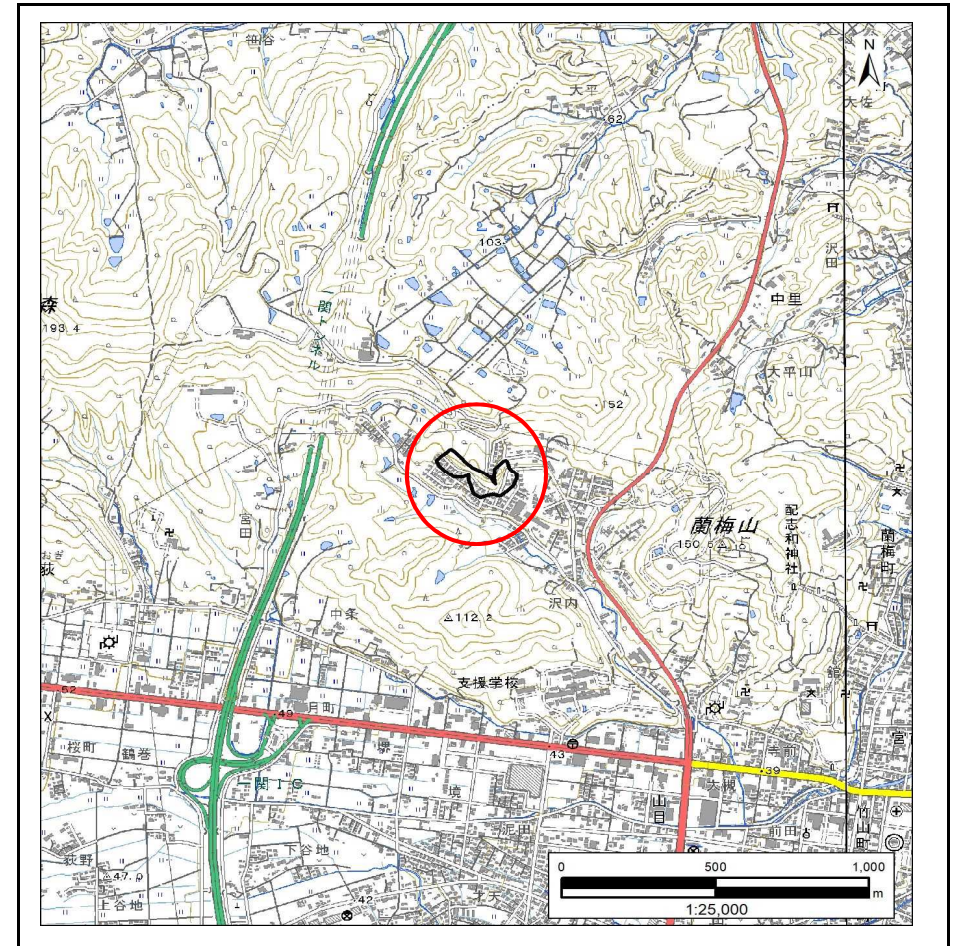 笹谷
N
大平
大佐
62
沢田
103
中里
一関トンネル
森
193.4
大平山
152
蘭梅山
150.5
配志和神社
蘭梅町
宮田
荻
中条
沢内
112.2
支援学校
舘
52
49
月町
43
堺
宮
桜町
鶴巻
寺前
39
関IC
境
大槻
山目
泥田
前田
竹山町
下谷地
荻野
47.0
上谷地
42
才天
0 500 1,000
m
1:25,000